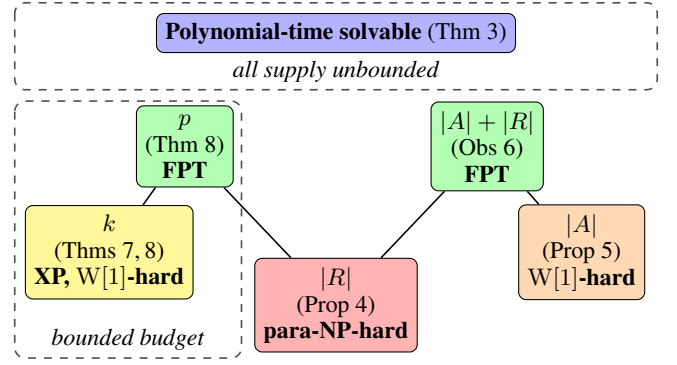 Polynomial-time solvable (Thm 3)
all supply unbounded
p
(Thm 8)
FPT
|A| + |R|
(Obs 6)
FPT
k
(Thms 7, 8)
XP, W[1]-hard
|A|
(Prop 5)
W[1]-hard
|R|
(Prop 4)
para-NP-hard
bounded budget